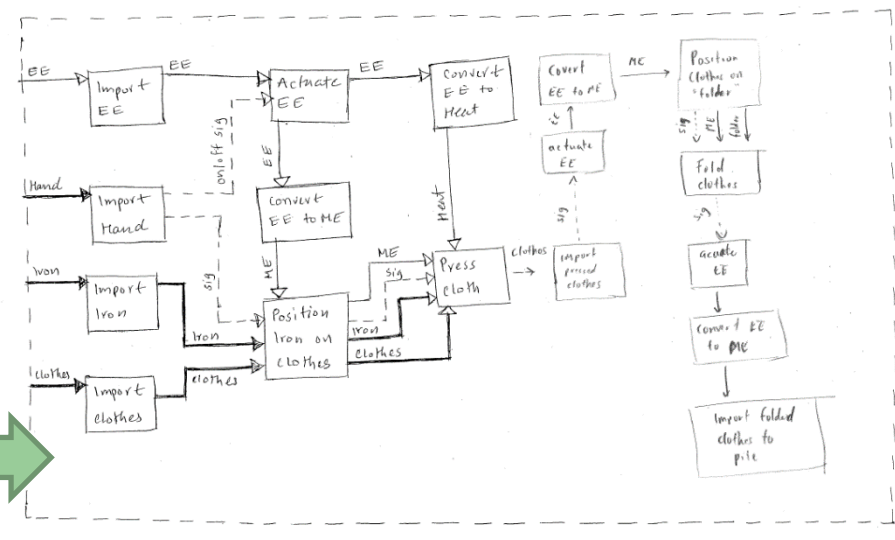 EE
Import
EE
EE
Actuate
EE
EE
Convert
EE to
Heat
Covert
EE to ME
ME
Position
Clothes on
"folder"
on/off sig
EE
Heat
actuate
EE
sig
ME
folder
Fold
clothes
Hand
Import
Hand
Convert
EE to ME
sig
sig
sig
Iron
Import
Iron
ME
ME
Sig
Press
cloth
clothes
import
pressed
clothes
EE
Position
Iron on
clothes
Iron
Iron
clothes
clothes
convert EE
to ME
clothes
Import
clothes
Import folded
clothes to
pile